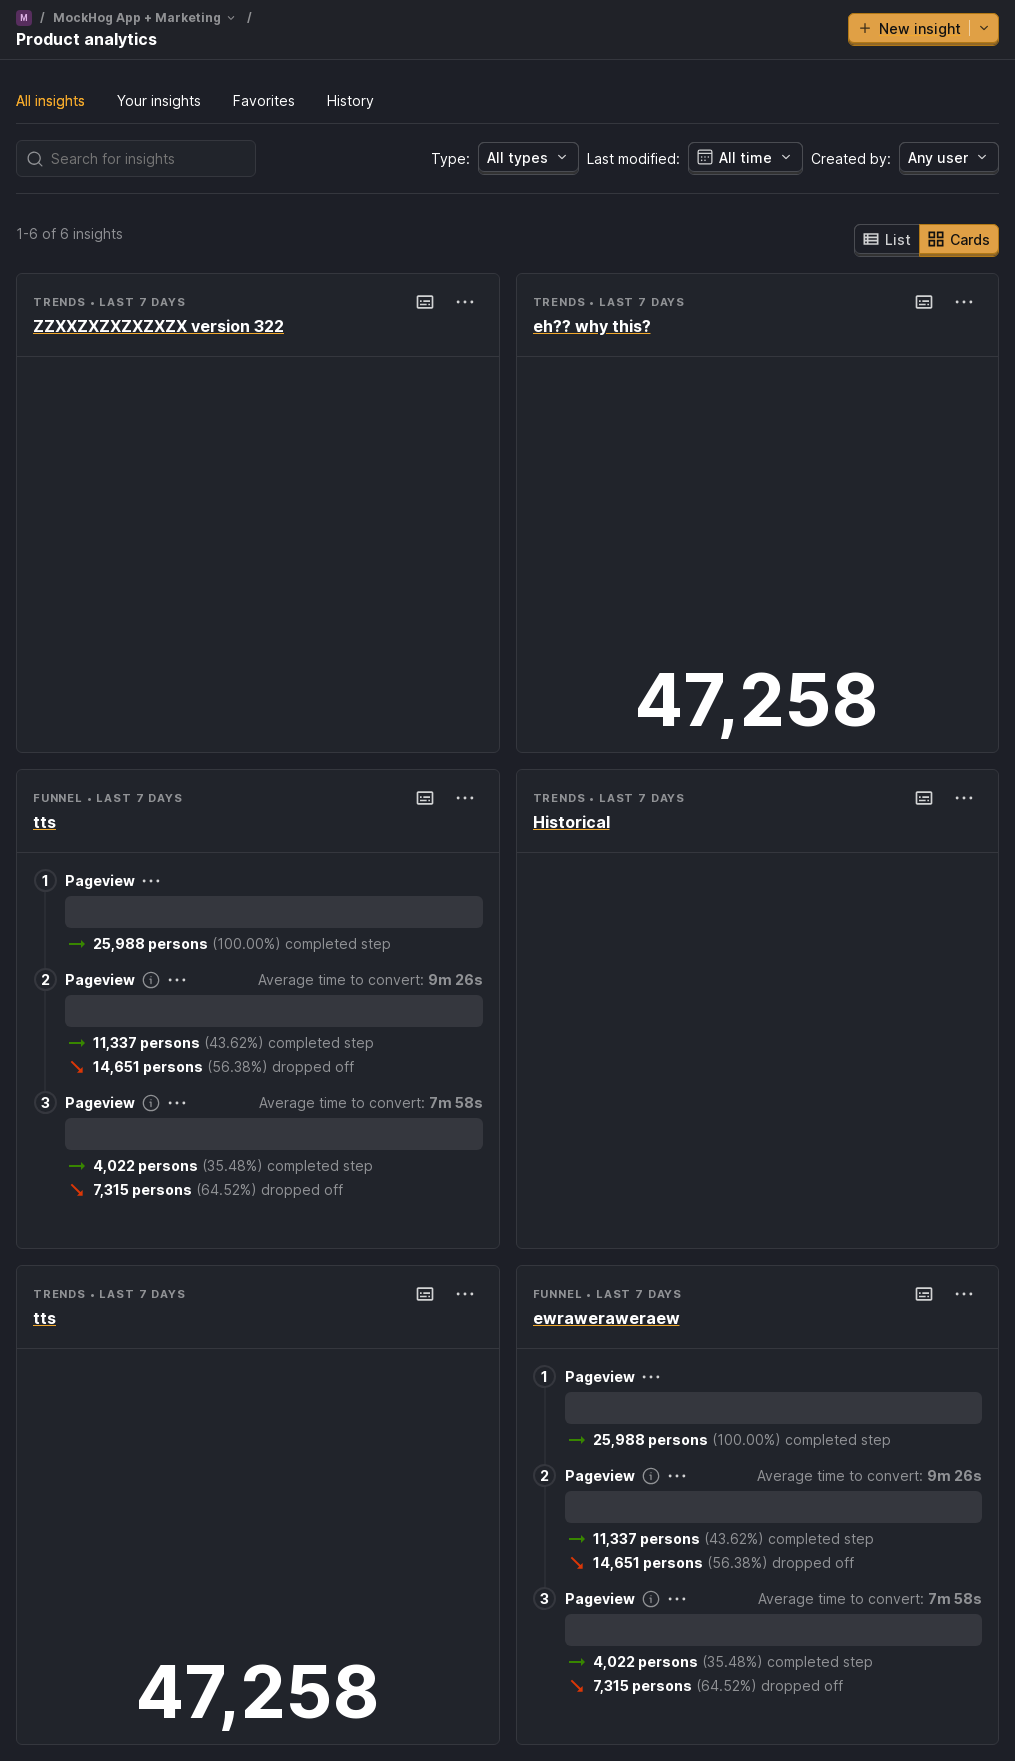 M / MockHog App + Marketing /
Product analytics
New insight
All insights Your insights Favorites History
Search for insights
Type: All types Last modified: All time Created by: Any user
1-6 of 6 insights
List Cards
TRENDS • LAST 7 DAYS
ZZXXZXZXZXZXZX version 322
TRENDS • LAST 7 DAYS
eh?? why this?
47,258
FUNNEL • LAST 7 DAYS
tts
1 Pageview
25,988 persons (100.00%) completed step
2 Pageview Average time to convert: 9m 26s
11,337 persons (43.62%) completed step
14,651 persons (56.38%) dropped off
3 Pageview Average time to convert: 7m 58s
4,022 persons (35.48%) completed step
7,315 persons (64.52%) dropped off
TRENDS • LAST 7 DAYS
Historical
TRENDS • LAST 7 DAYS
tts
47,258
FUNNEL • LAST 7 DAYS
ewraweraweraew
1 Pageview
25,988 persons (100.00%) completed step
2 Pageview Average time to convert: 9m 26s
11,337 persons (43.62%) completed step
14,651 persons (56.38%) dropped off
3 Pageview Average time to convert: 7m 58s
4,022 persons (35.48%) completed step
7,315 persons (64.52%) dropped off